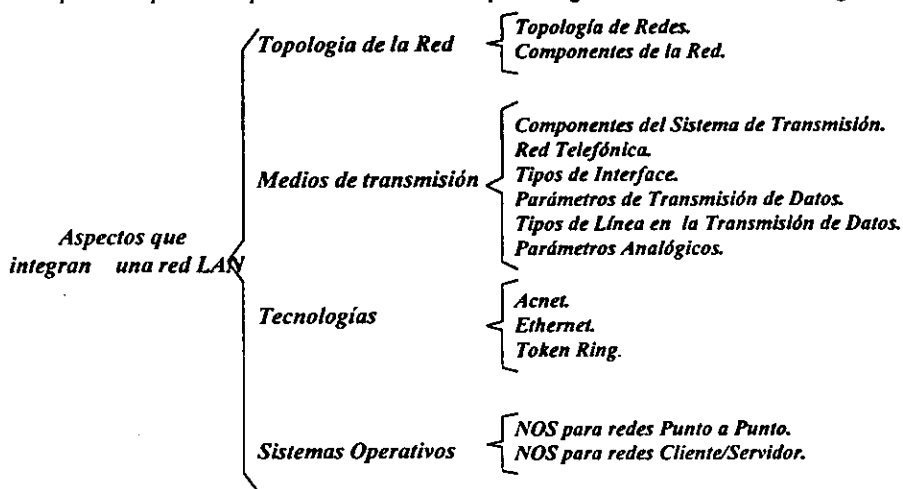 Topologia de la Red
Topología de Redes.
Componentes de la Red.
Medios de transmisión
Componentes del Sistema de Transmisión.
Red Telefónica.
Tipos de Interface.
Parámetros de Transmisión de Datos.
Tipos de Línea en la Transmisión de Datos.
Parámetros Analógicos.
Aspectos que
integran una red LAN
Tecnologías
Acnet.
Ethernet.
Token Ring.
Sistemas Operativos
NOS para redes Punto a Punto.
NOS para redes Cliente/Servidor.